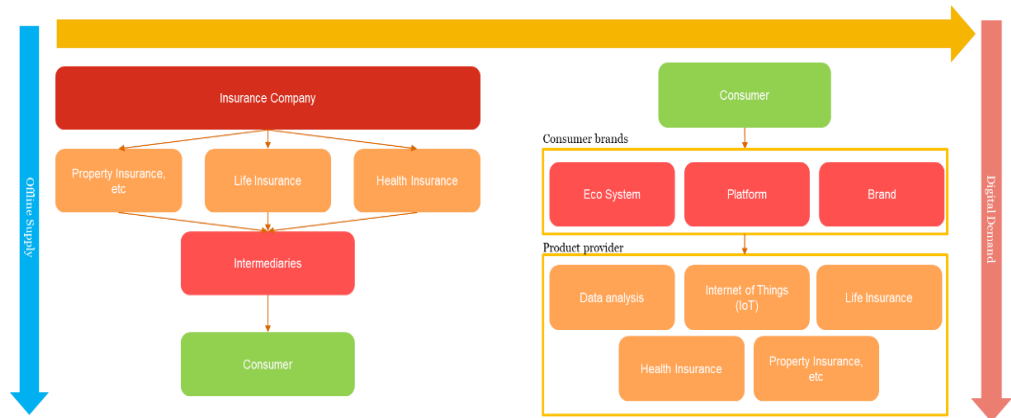 Offline Supply
Insurance Company
Property Insurance,
etc
Life Insurance
Health Insurance
Intermediaries
Consumer
Consumer
Consumer brands
Eco System
Platform
Brand
Product provider
Data analysis
Internet of Things
(IoT)
Life Insurance
Health Insurance
Property Insurance,
etc
Digital Demand